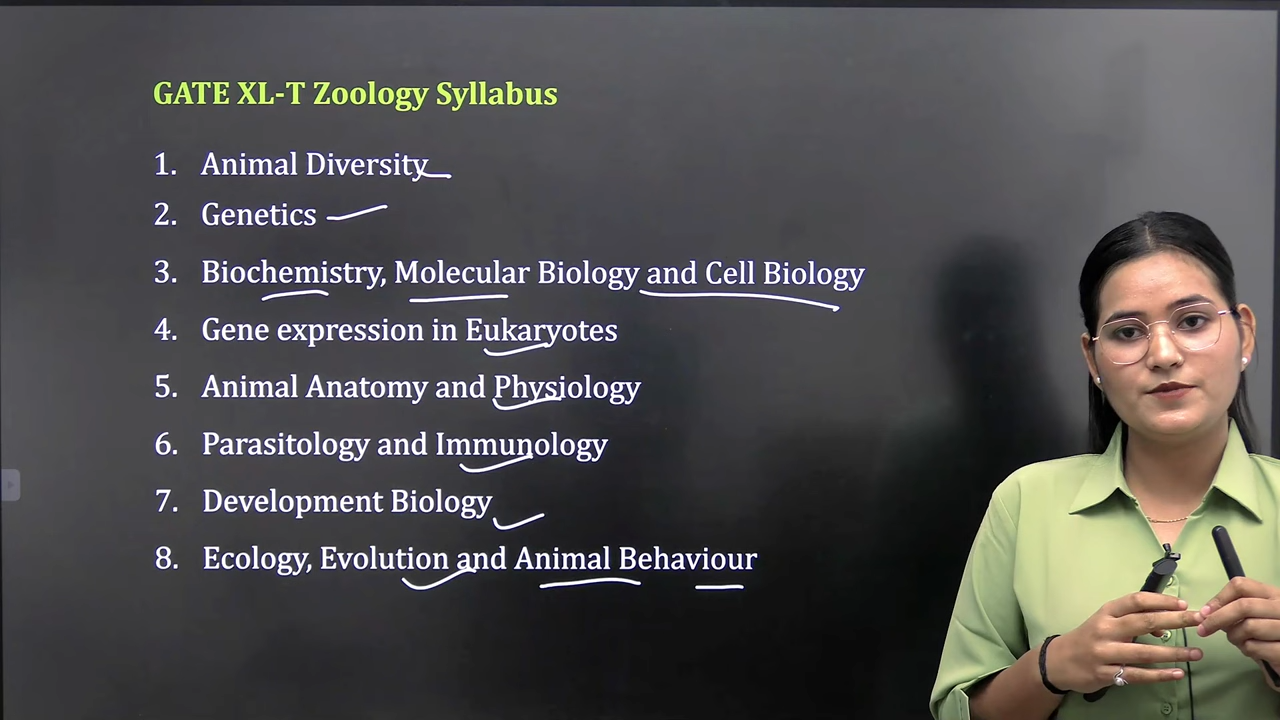 GATE XL-T Zoology Syllabus
1. Animal Diversity
2. Genetics
3. Biochemistry, Molecular Biology and Cell Biology
4. Gene expression in Eukaryotes
5. Animal Anatomy and Physiology
6. Parasitology and Immunology
7. Development Biology
8. Ecology, Evolution and Animal Behaviour